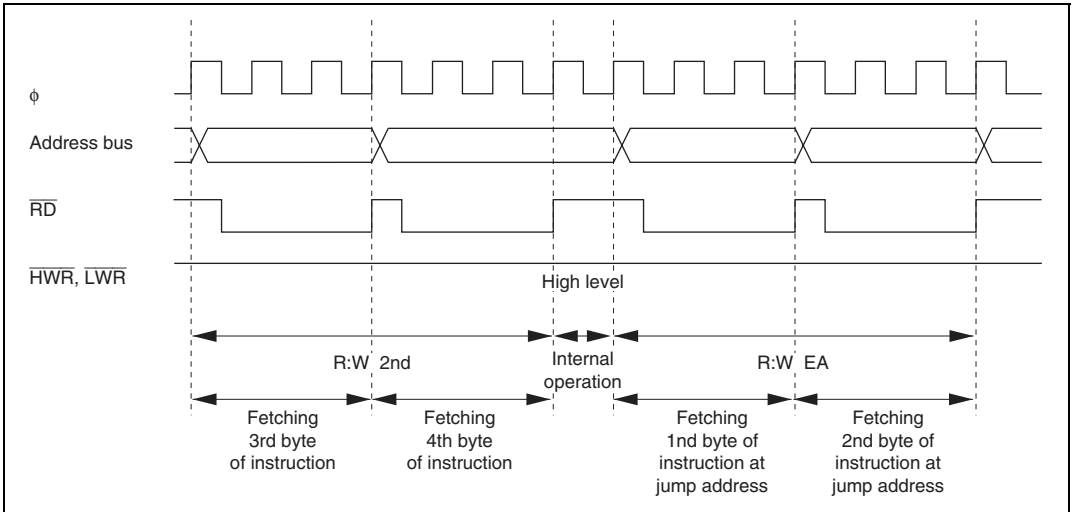 φ
Address bus
RD
HWR, LWR
High level
R:W 2nd
Internal
operation
R:W EA
Fetching
3rd byte
of instruction
Fetching
4th byte
of instruction
Fetching
1nd byte of
instruction at
jump address
Fetching
2nd byte of
instruction at
jump address